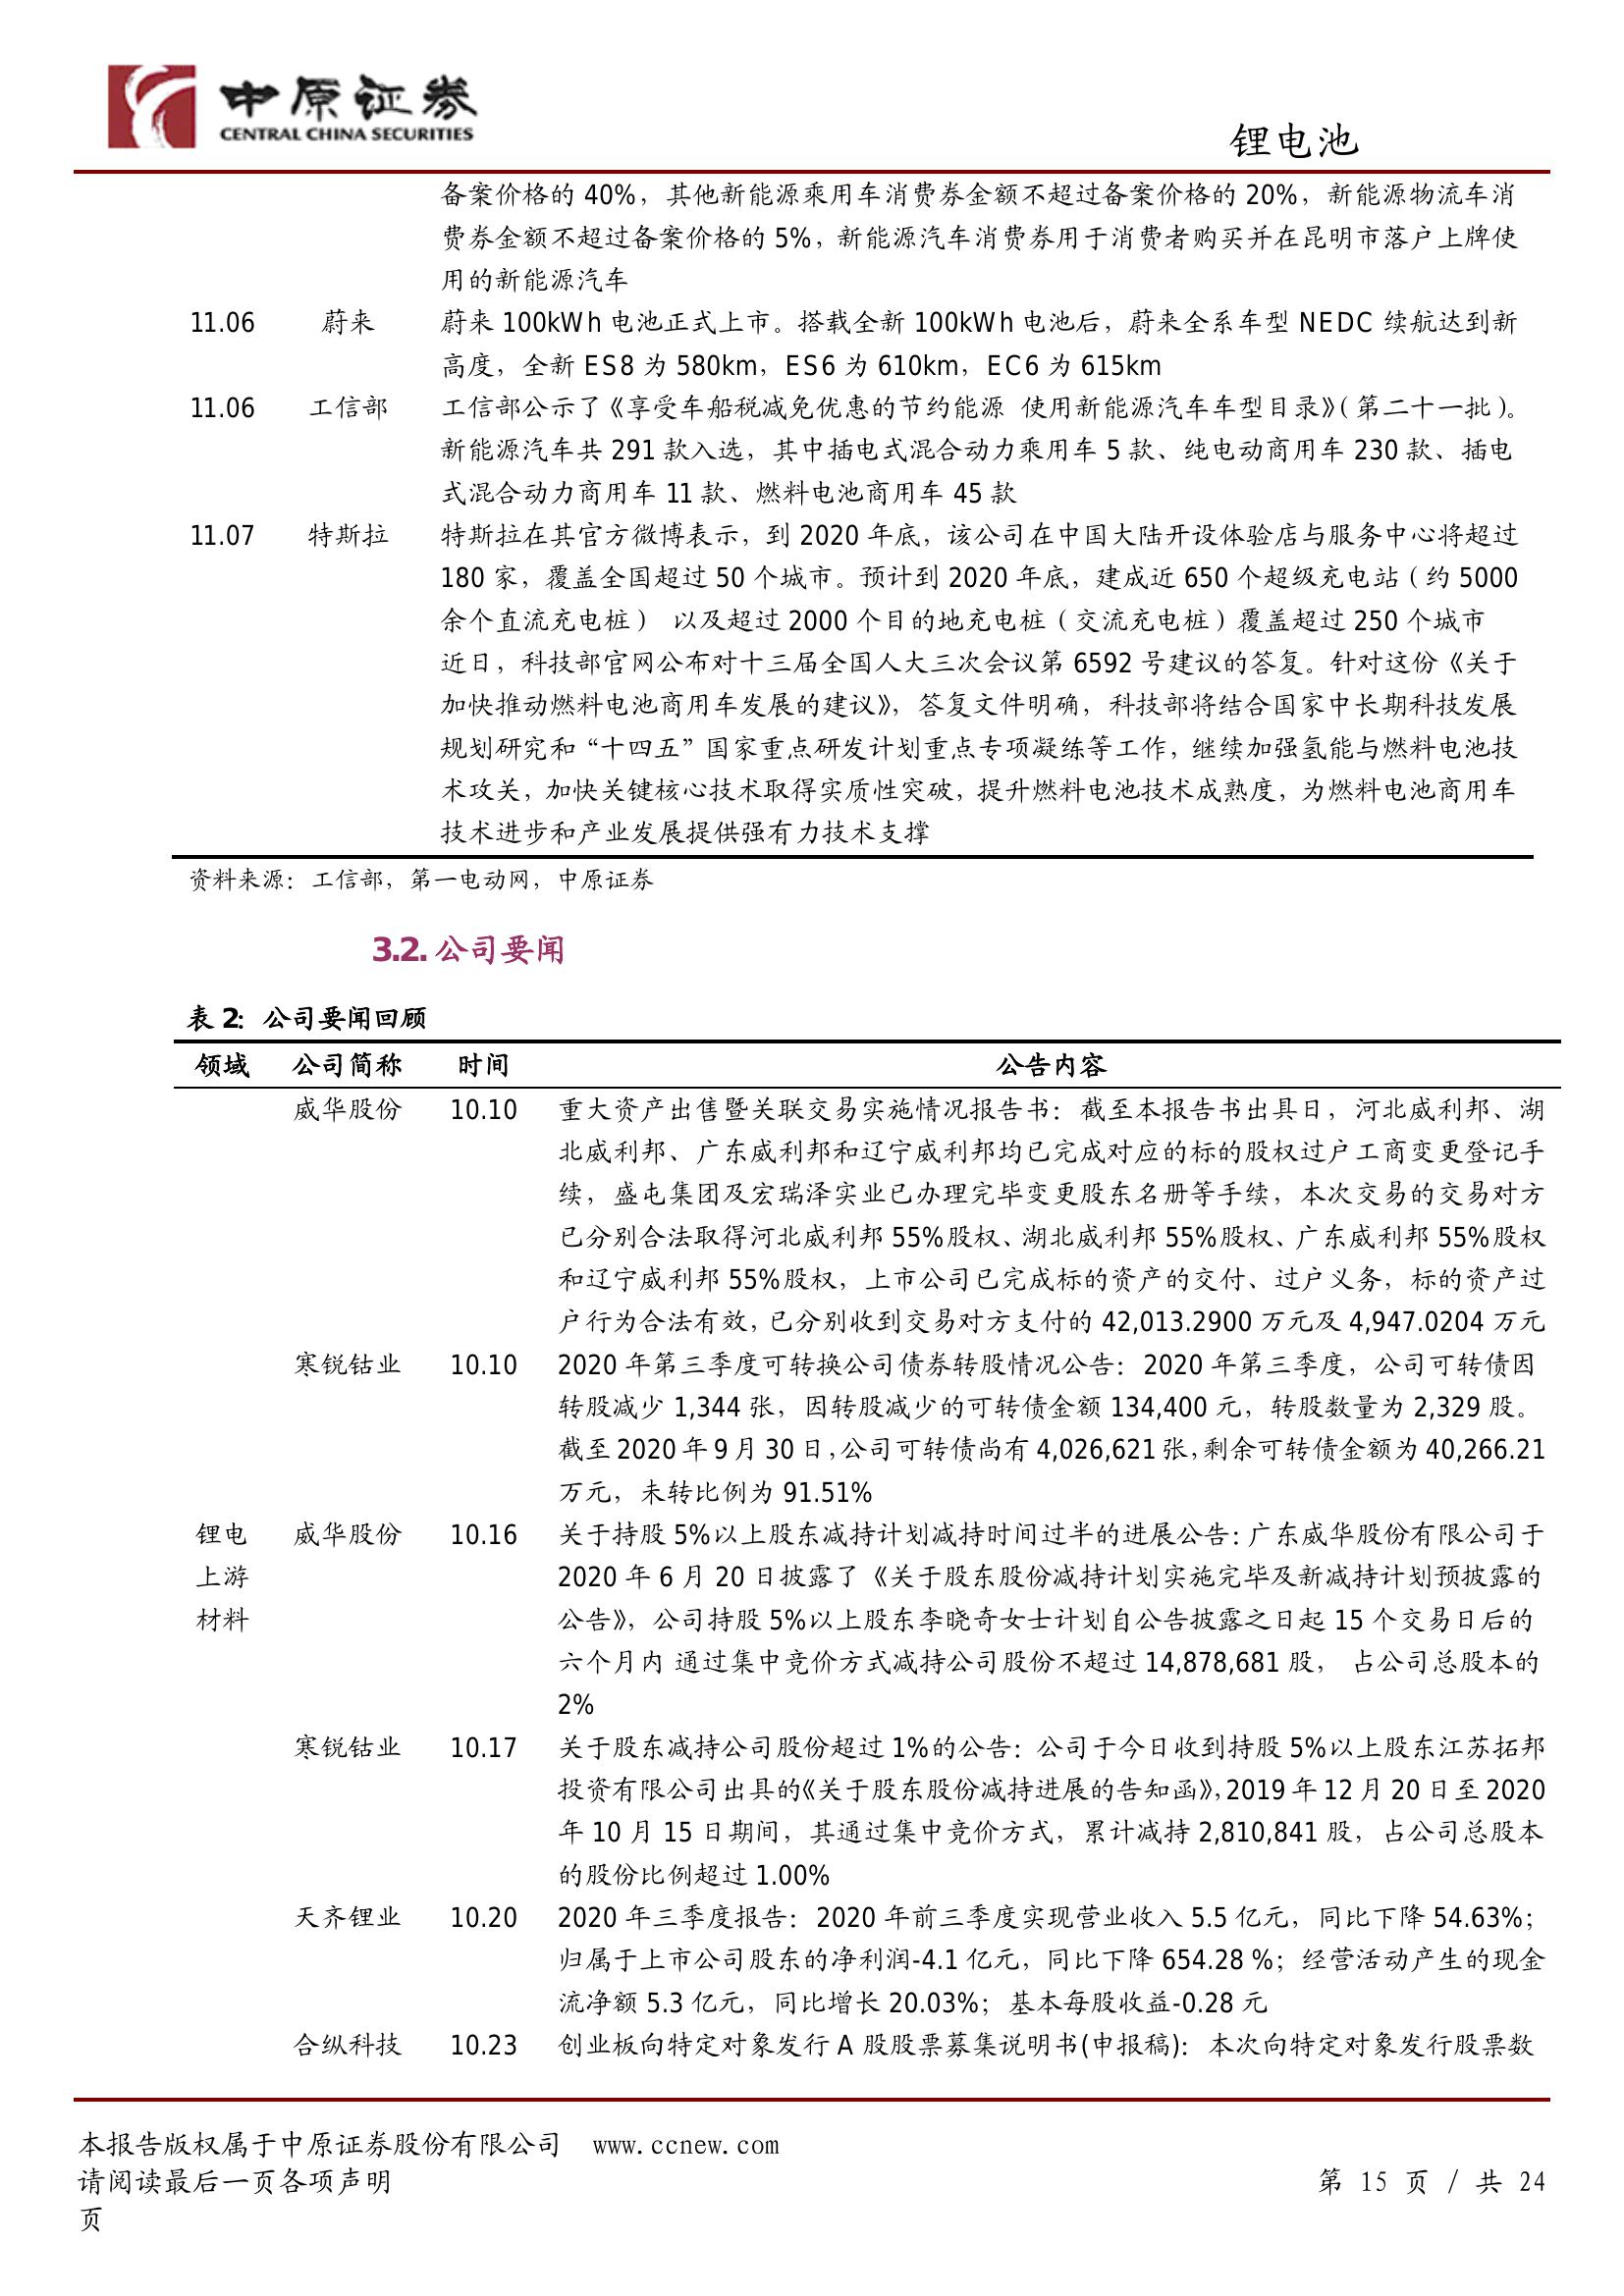 中原证券
CENTRAL CHINA SECURITIES
锂电池
备案价格的 40%，其他新能源乘用车消费券金额不超过备案价格的 20%，新能源物流车消
费券金额不超过备案价格的 5%，新能源汽车消费券用于消费者购买并在昆明市落户上牌使
用的新能源汽车
11.06 蔚来 蔚来 100kWh 电池正式上市。搭载全新 100kWh 电池后，蔚来全系车型 NEDC 续航达到新
高度，全新 ES8 为 580km，ES6 为 610km，EC6 为 615km
11.06 工信部 工信部公示了《享受车船税减免优惠的节约能源 使用新能源汽车车型目录》（第二十一批）。
新能源汽车共 291 款入选，其中插电式混合动力乘用车 5 款、纯电动商用车 230 款、插电
式混合动力商用车 11 款、燃料电池商用车 45 款
11.07 特斯拉 特斯拉在其官方微博表示，到 2020 年底，该公司在中国大陆开设体验店与服务中心将超过
180 家，覆盖全国超过 50 个城市。预计到 2020 年底，建成近 650 个超级充电站（约 5000
余个直流充电桩） 以及超过 2000 个目的地充电桩（交流充电桩）覆盖超过 250 个城市
近日，科技部官网公布对十三届全国人大三次会议第 6592 号建议的答复。针对这份《关于
加快推动燃料电池商用车发展的建议》，答复文件明确，科技部将结合国家中长期科技发展
规划研究和“十四五”国家重点研发计划重点专项凝练等工作，继续加强氢能与燃料电池技
术攻关，加快关键核心技术取得实质性突破，提升燃料电池技术成熟度，为燃料电池商用车
技术进步和产业发展提供强有力技术支撑
资料来源：工信部，第一电动网，中原证券
3.2. 公司要闻
表 2：公司要闻回顾
领域 公司简称 时间 公告内容
威华股份 10.10 重大资产出售暨关联交易实施情况报告书：截至本报告书出具日，河北威利邦、湖
北威利邦、广东威利邦和辽宁威利邦均已完成对应的标的股权过户工商变更登记手
续，盛屯集团及宏瑞泽实业已办理完毕变更股东名册等手续，本次交易的交易对方
已分别合法取得河北威利邦 55%股权、湖北威利邦 55%股权、广东威利邦 55%股权
和辽宁威利邦 55%股权，上市公司已完成标的资产的交付、过户义务，标的资产过
户行为合法有效，已分别收到交易对方支付的 42,013.2900 万元及 4,947.0204 万元
寒锐钴业 10.10 2020 年第三季度可转换公司债券转股情况公告：2020 年第三季度，公司可转债因
转股减少 1,344 张，因转股减少的可转债金额 134,400 元，转股数量为 2,329 股。
截至 2020 年 9 月 30 日，公司可转债尚有 4,026,621 张，剩余可转债金额为 40,266.21
万元，未转比例为 91.51%
锂电 威华股份 10.16 关于持股 5%以上股东减持计划减持时间过半的进展公告：广东威华股份有限公司于
上游 2020 年 6 月 20 日披露了《关于股东股份减持计划实施完毕及新减持计划预披露的
材料 公告》，公司持股 5%以上股东李晓奇女士计划自公告披露之日起 15 个交易日后的
六个月内 通过集中竞价方式减持公司股份不超过 14,878,681 股， 占公司总股本的
2%
寒锐钴业 10.17 关于股东减持公司股份超过 1%的公告：公司于今日收到持股 5%以上股东江苏拓邦
投资有限公司出具的《关于股东股份减持进展的告知函》，2019 年 12 月 20 日至 2020
年 10 月 15 日期间，其通过集中竞价方式，累计减持 2,810,841 股，占公司总股本
的股份比例超过 1.00%
天齐锂业 10.20 2020 年三季度报告：2020 年前三季度实现营业收入 5.5 亿元，同比下降 54.63%；
归属于上市公司股东的净利润-4.1 亿元，同比下降 654.28 %；经营活动产生的现金
流净额 5.3 亿元，同比增长 20.03%；基本每股收益-0.28 元
合纵科技 10.23 创业板向特定对象发行 A 股股票募集说明书(申报稿)：本次向特定对象发行股票数
本报告版权属于中原证券股份有限公司 www.ccnew.com
请阅读最后一页各项声明 第 15 页 / 共 24
页